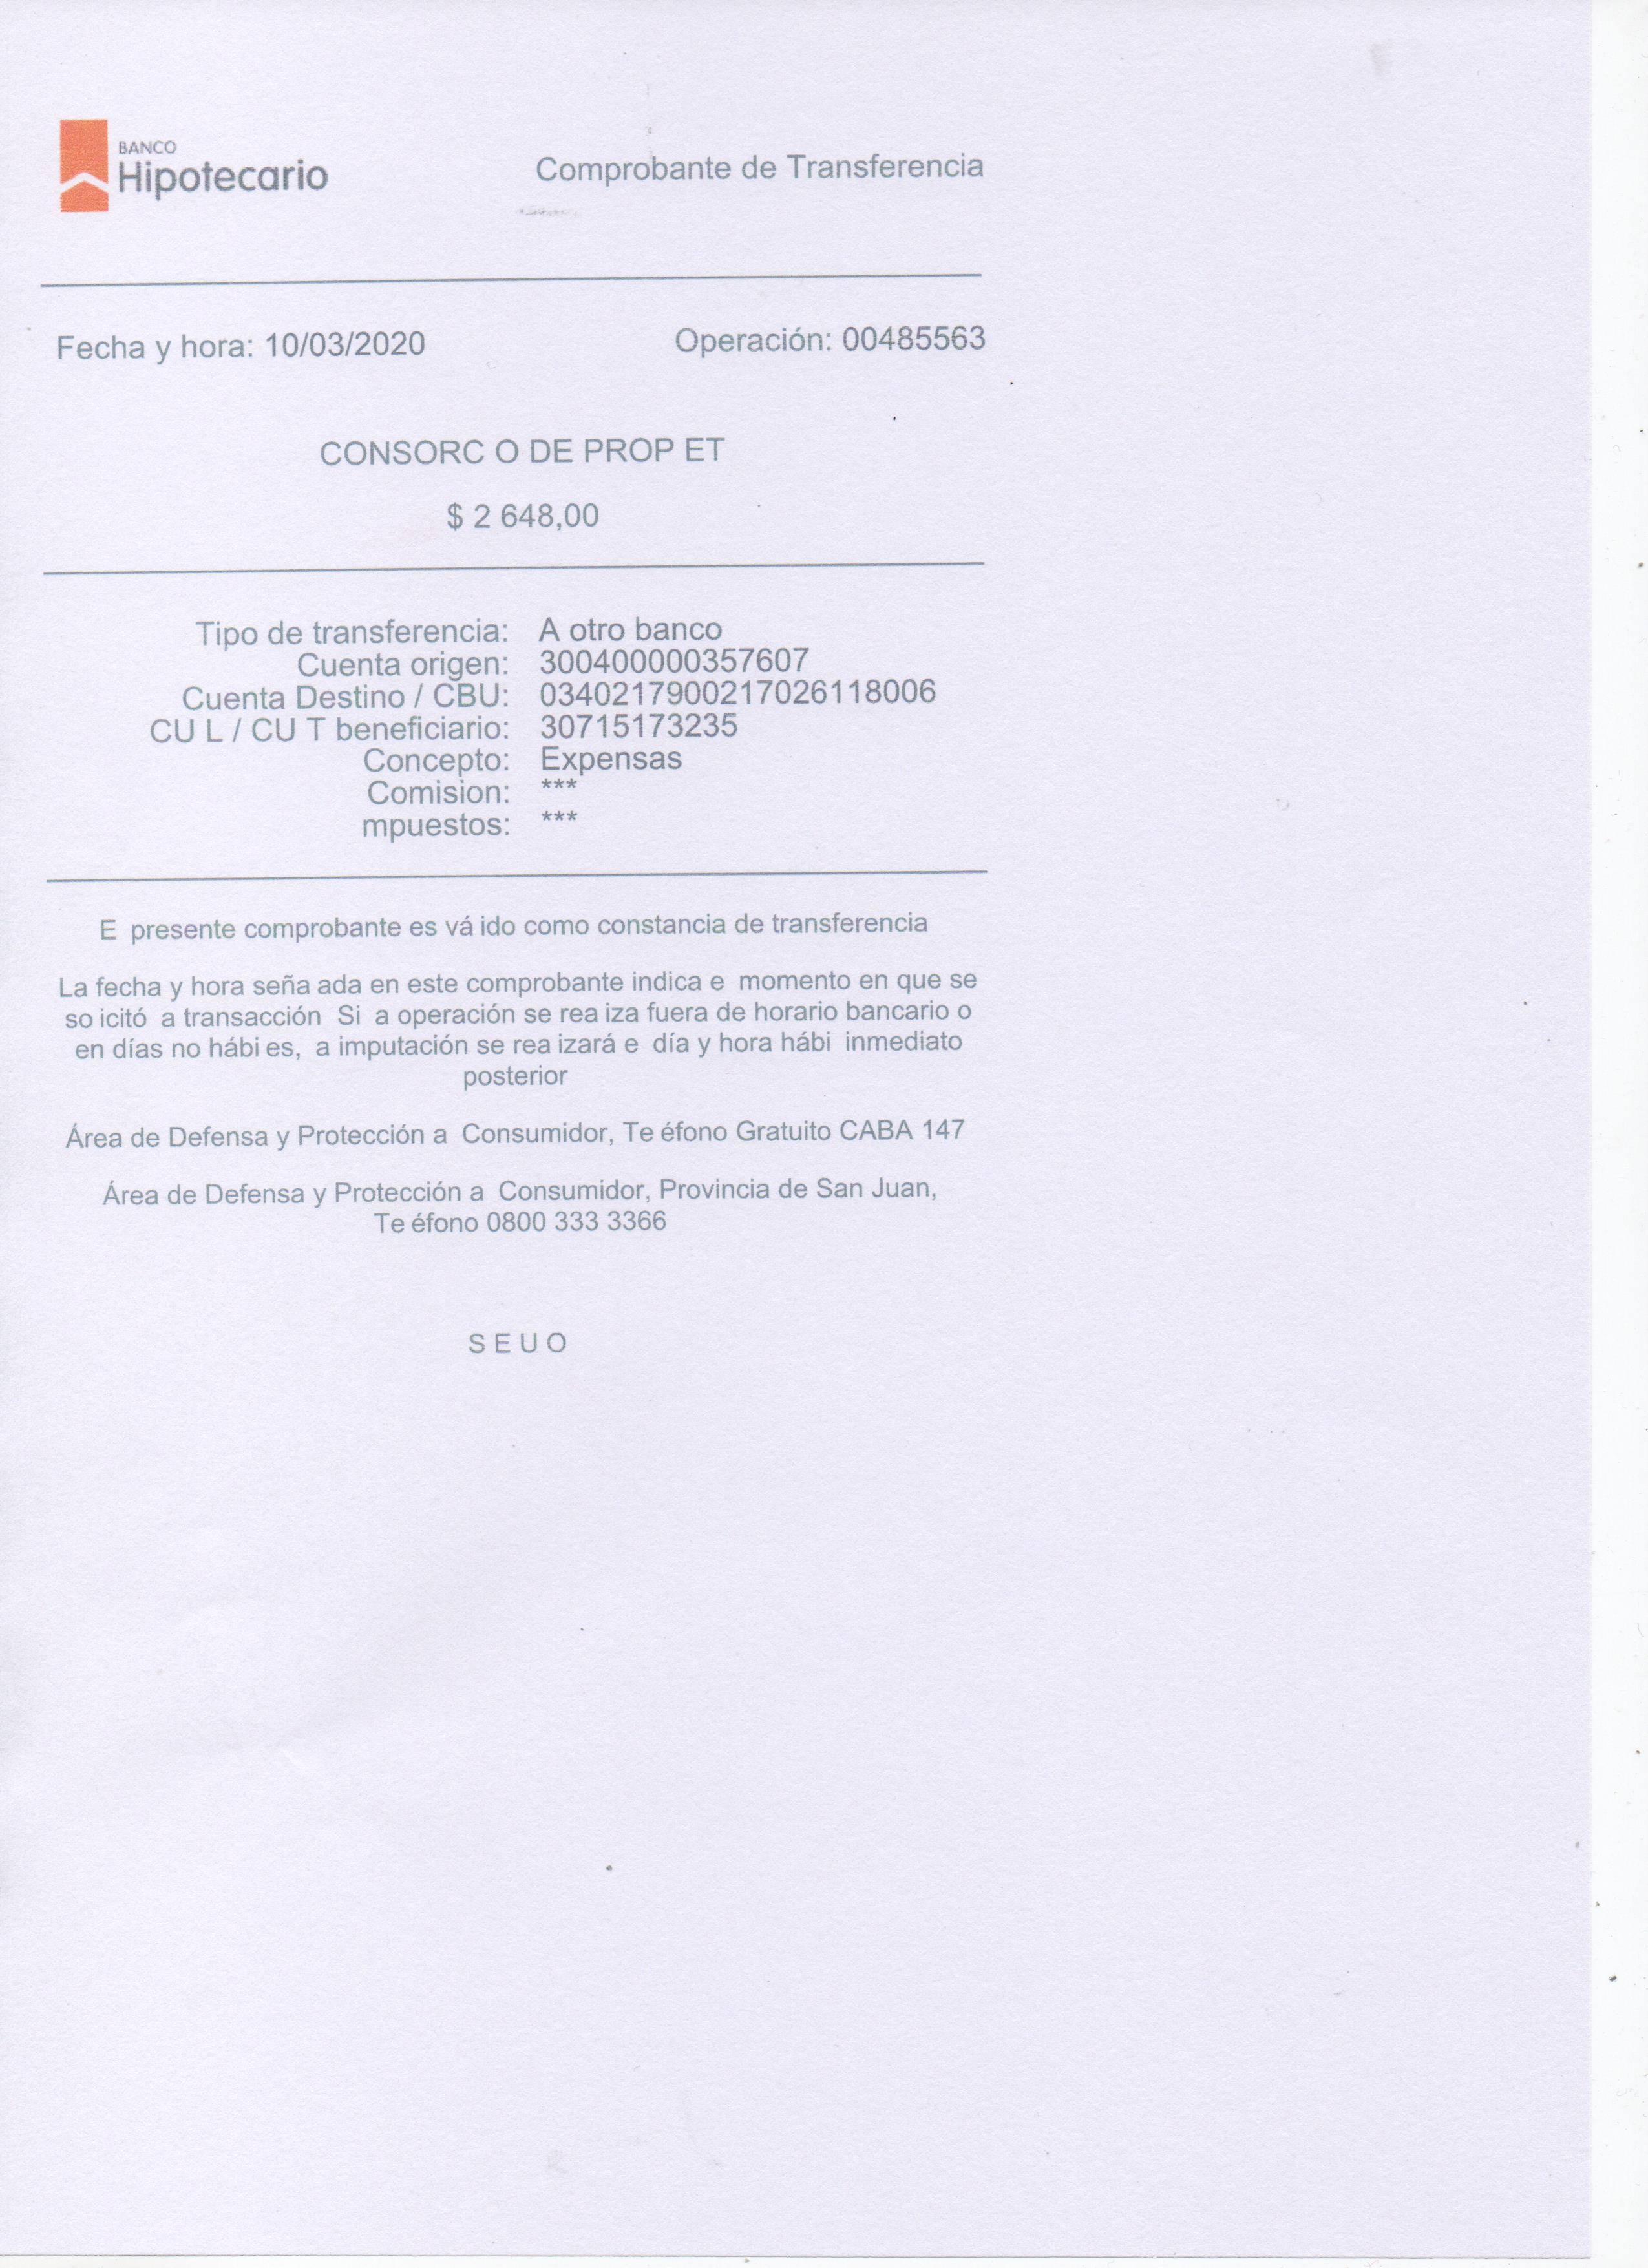 BANCO
Hipotecario
Comprobante de Transferencia
Fecha y hora: 10/03/2020
Operación: 00485563
CONSORC O DE PROP ET
$ 2 648,00
Tipo de transferencia: A otro banco
Cuenta origen: 300400000357607
Cuenta Destino / CBU: 0340217900217026118006
CU L / CU T beneficiario: 30715173235
Concepto: Expensas
Comision: ***
mpuestos: ***
E presente comprobante es vá ido como constancia de transferencia
La fecha y hora seña ada en este comprobante indica e momento en que se
so icitó a transacción Si a operación se rea iza fuera de horario bancario o
en días no hábi es, a imputación se rea izará e día y hora hábi inmediato
posterior
Área de Defensa y Protección a Consumidor, Te éfono Gratuito CABA 147
Área de Defensa y Protección a Consumidor, Provincia de San Juan,
Te éfono 0800 333 3366
S E U O